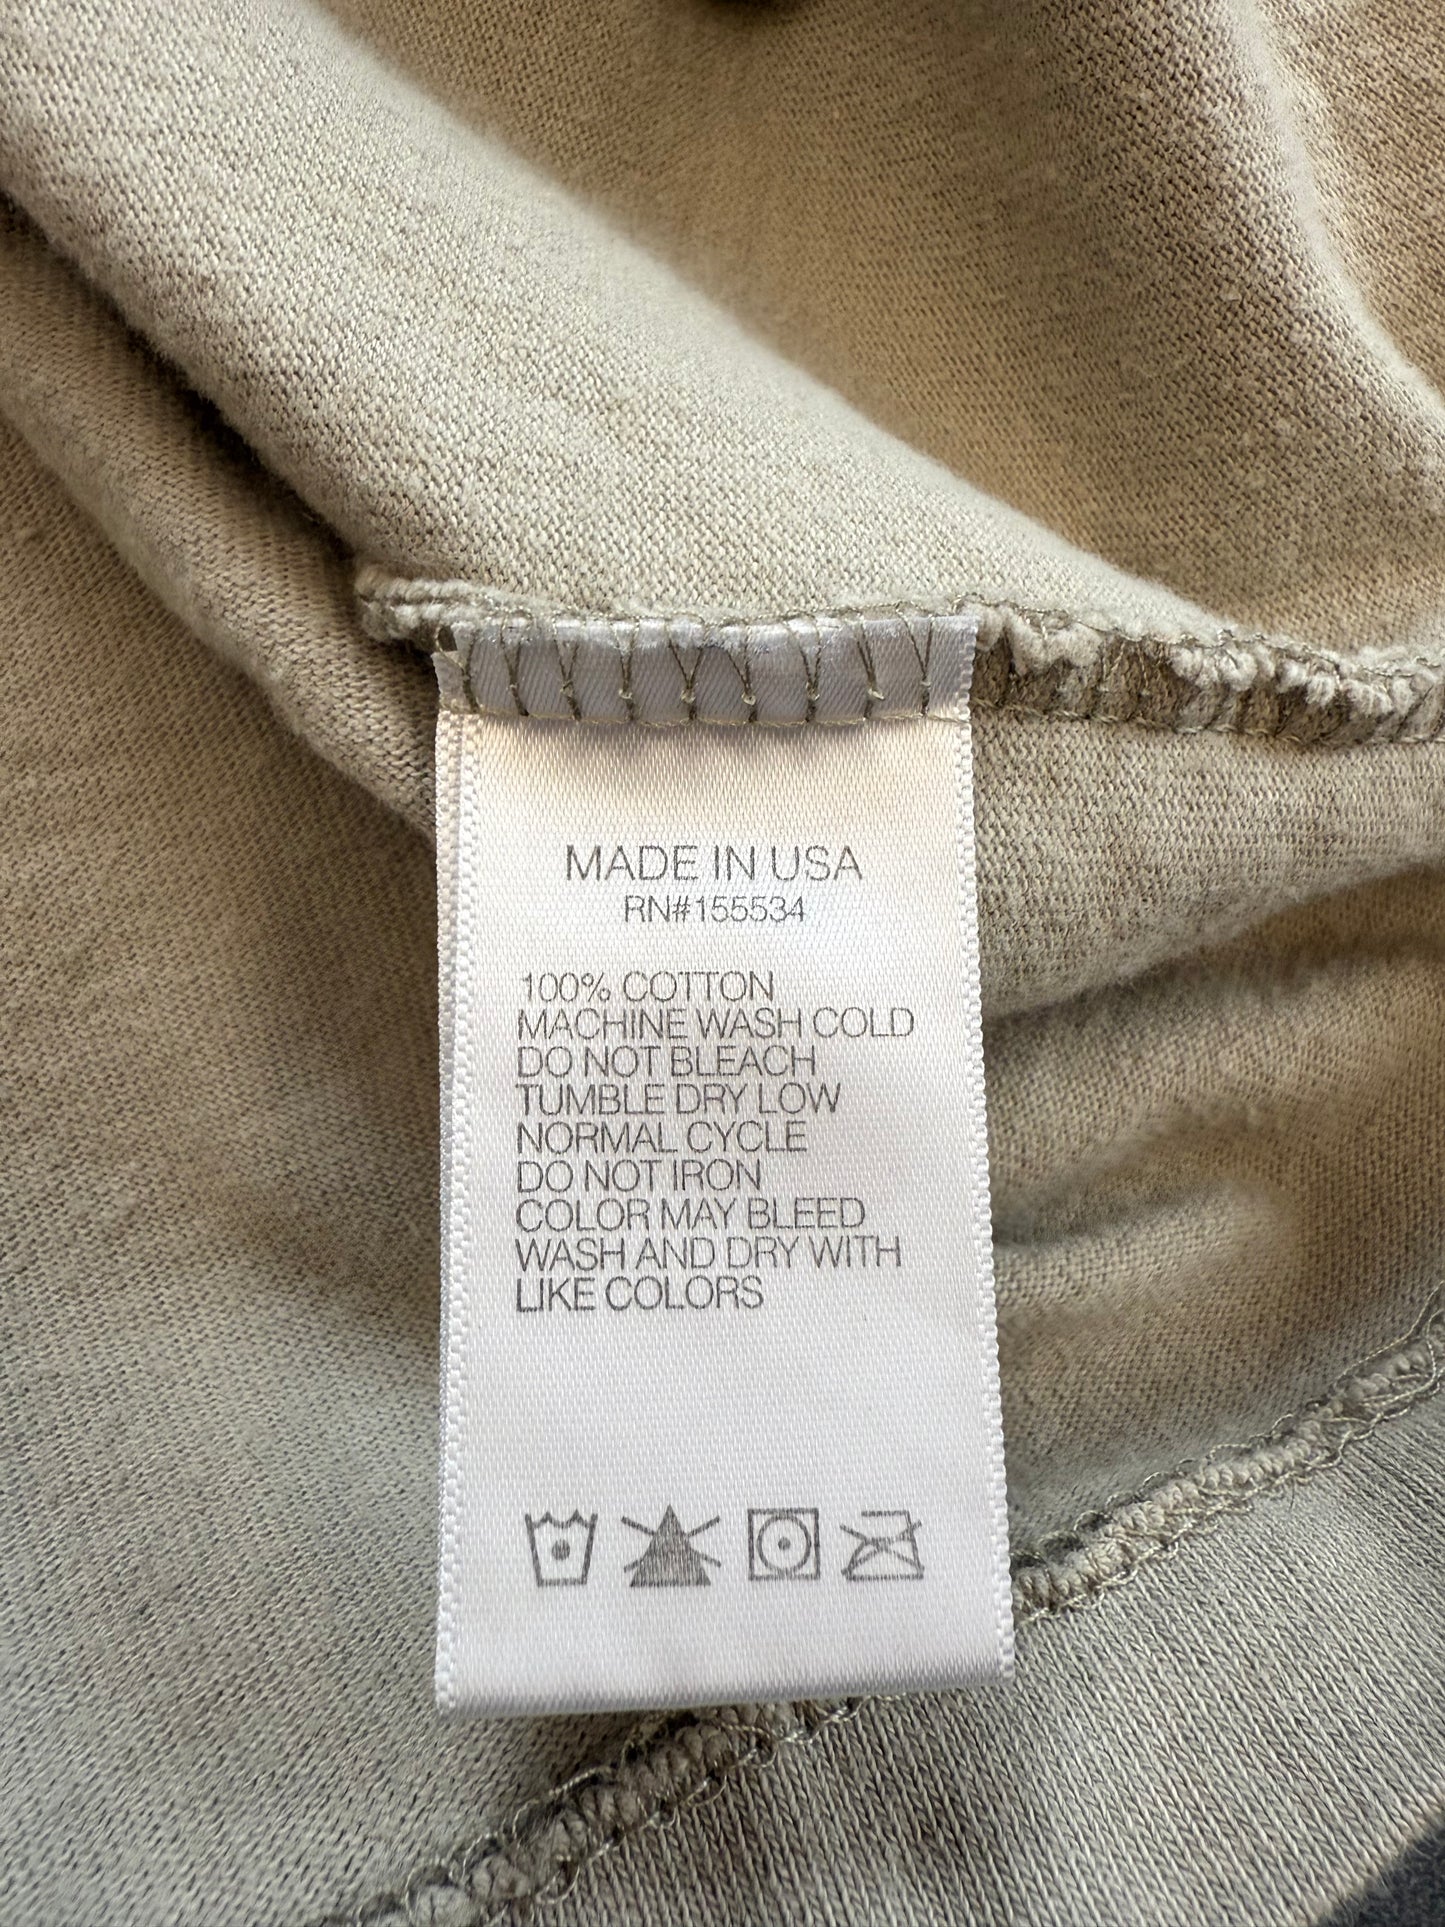 MADE IN USA
RN#155534
100% COTTON
MACHINE WASH COLD
DO NOT BLEACH
TUMBLE DRY LOW
NORMAL CYCLE
DO NOT IRON
COLOR MAY BLEED
WASH AND DRY WITH
LIKE COLORS